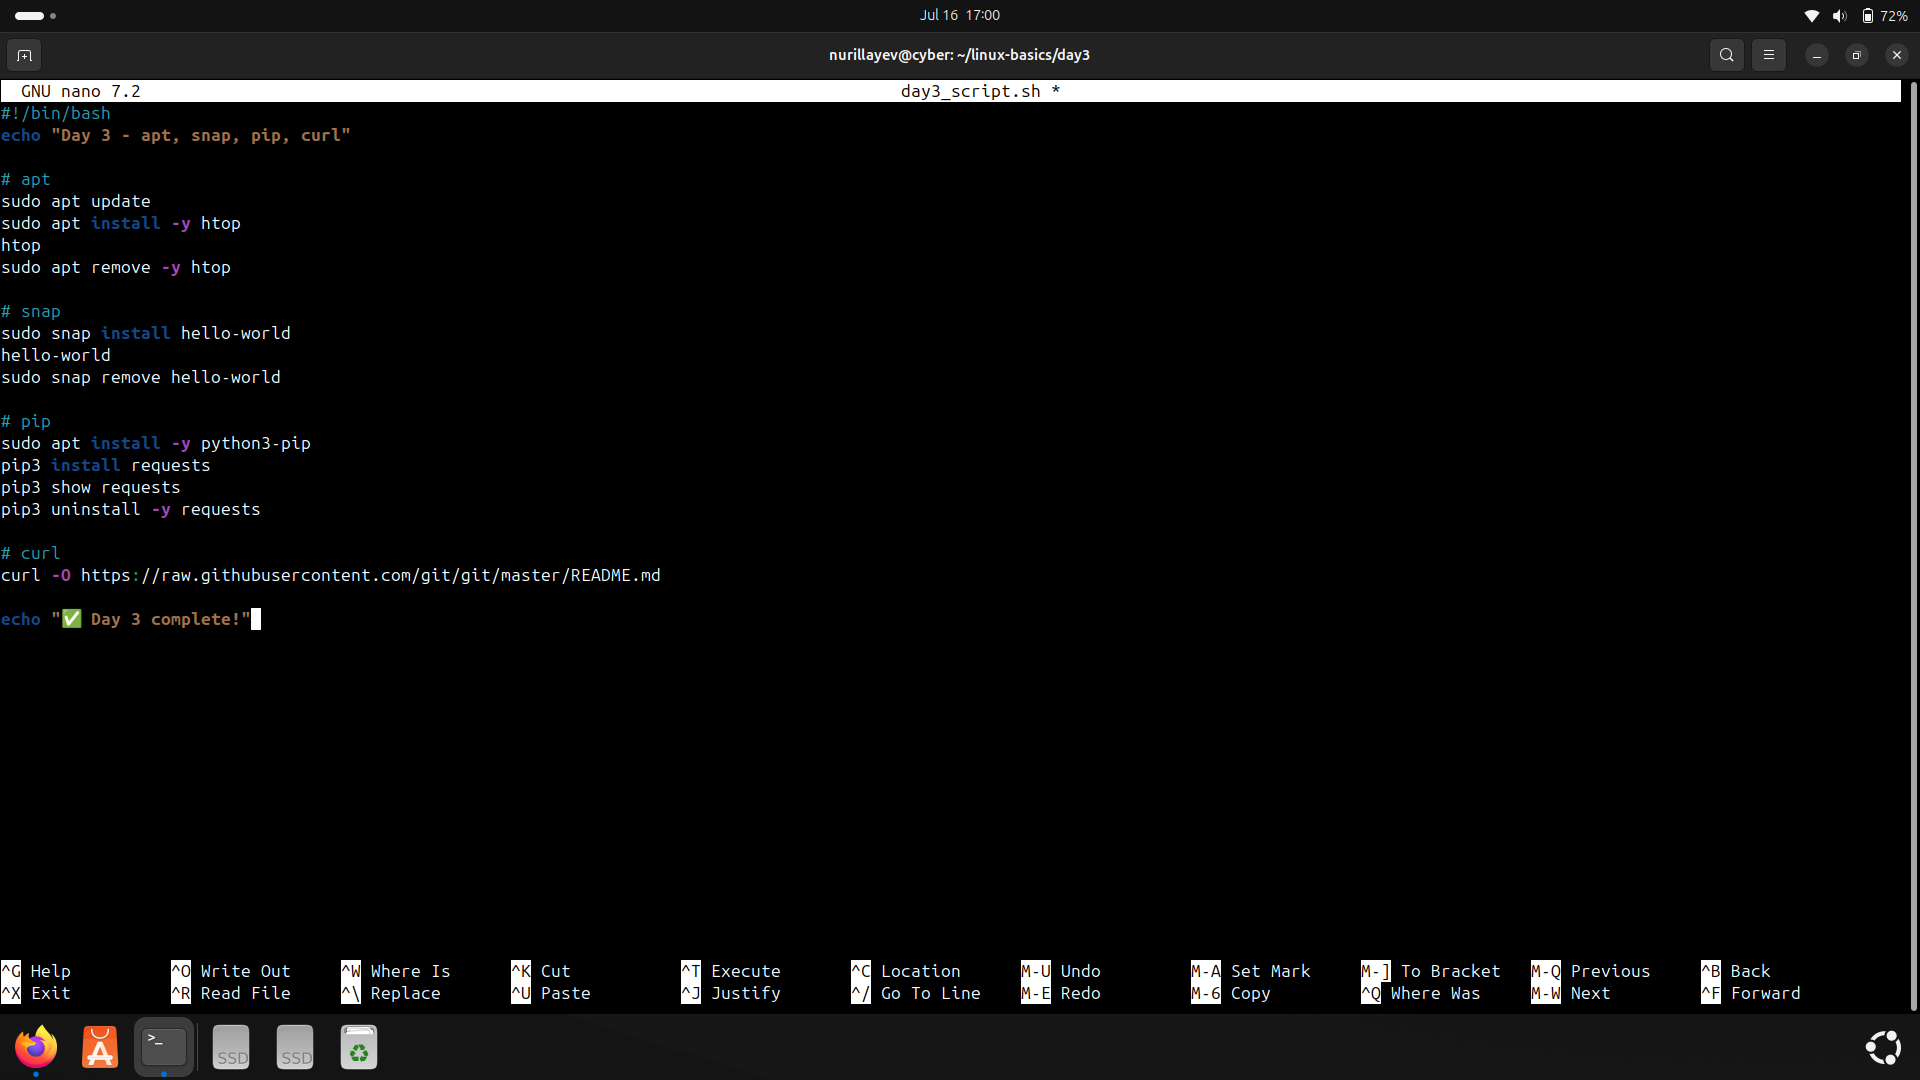 Jul 16 17:00
72%
nurillayev@cyber: ~/linux-basics/day3
GNU nano 7.2 day3_script.sh *
#!/bin/bash
echo "Day 3 - apt, snap, pip, curl"
# apt
sudo apt update
sudo apt install -y htop
htop
sudo apt remove -y htop
# snap
sudo snap install hello-world
hello-world
sudo snap remove hello-world
# pip
sudo apt install -y python3-pip
pip3 install requests
pip3 show requests
pip3 uninstall -y requests
# curl
curl -O https://raw.githubusercontent.com/git/git/master/README.md
echo "✅ Day 3 complete!"
^G Help ^O Write Out ^W Where Is ^K Cut ^T Execute ^C Location M-U Undo M-A Set Mark M-] To Bracket M-Q Previous ^B Back
^X Exit ^R Read File ^\ Replace ^U Paste ^J Justify ^/ Go To Line M-E Redo M-6 Copy ^Q Where Was M-W Next ^F Forward
>_
SSD SSD